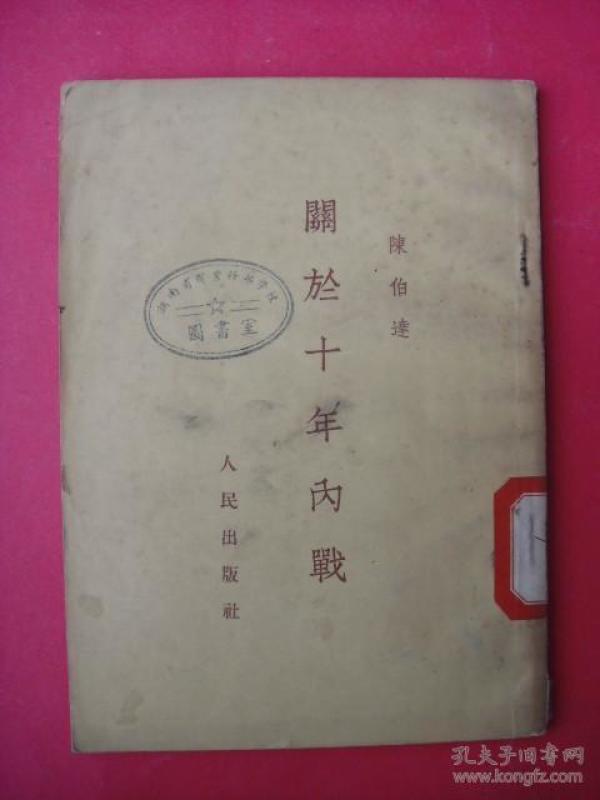 陳伯達
關於十年內戰
人民出版社
圖書室
孔夫子旧书网
www.kongfz.com